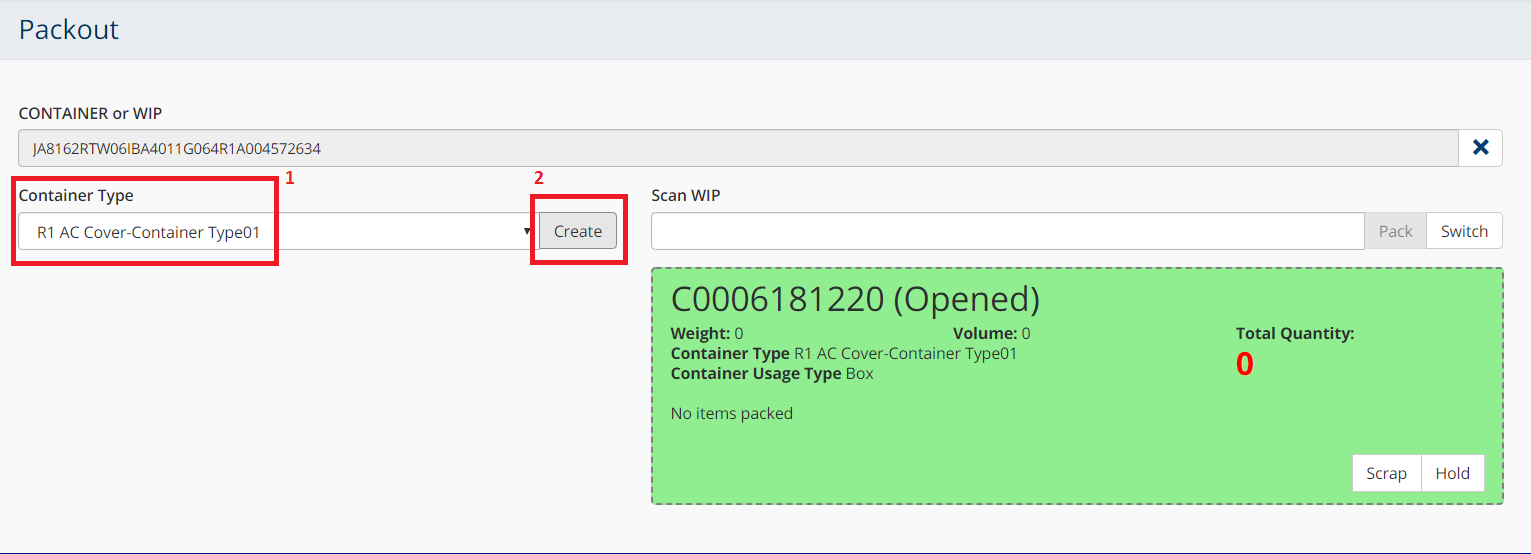 Packout
CONTAINER or WIP
JA8162RTW06IBA4011G064R1A004572634
1
2
Container Type
Scan WIP
R1 AC Cover-Container Type01
Create
Pack
Switch
C0006181220 (Opened)
Weight: 0
Volume: 0
Total Quantity:
Container Type R1 AC Cover-Container Type01
0
Container Usage Type Box
No items packed
Scrap
Hold